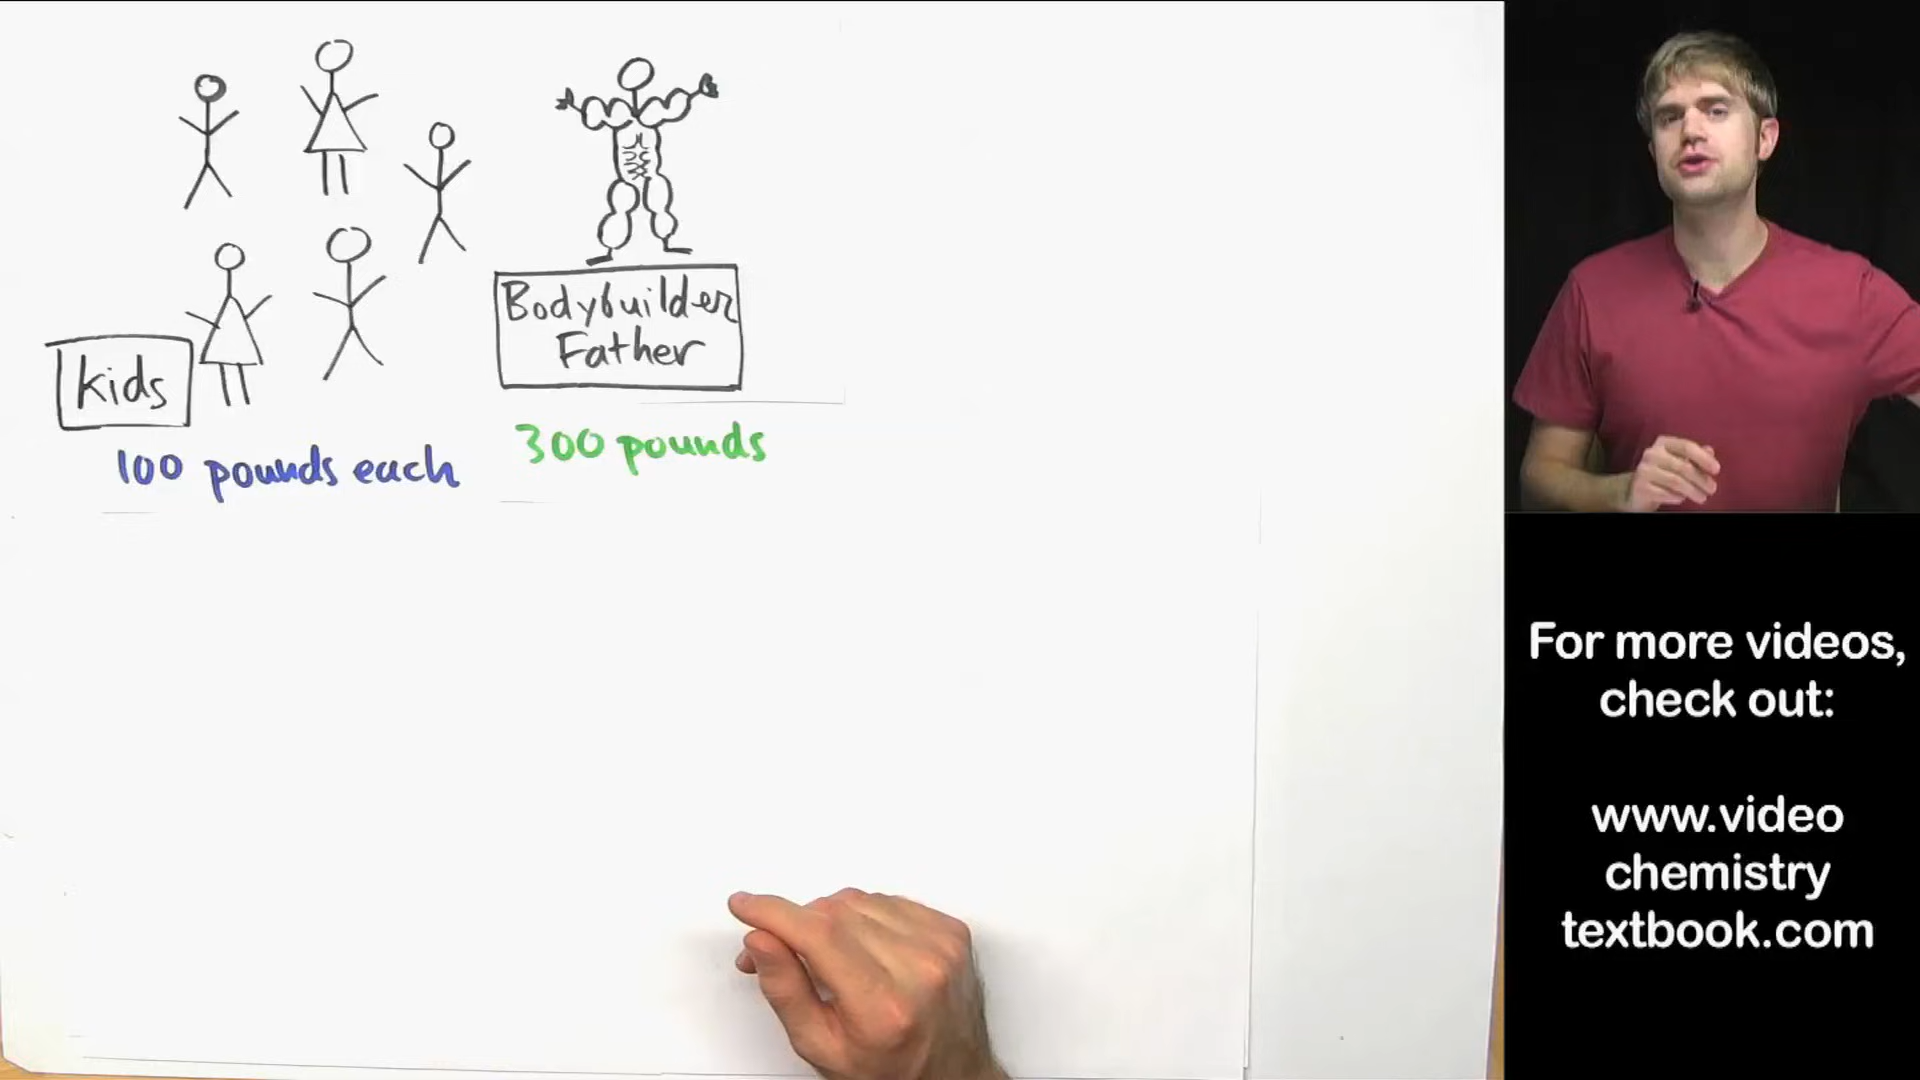 Bodybuilder
Father
Kids
300 pounds
100 pounds each
For more videos,
check out:
www.video
chemistry
textbook.com